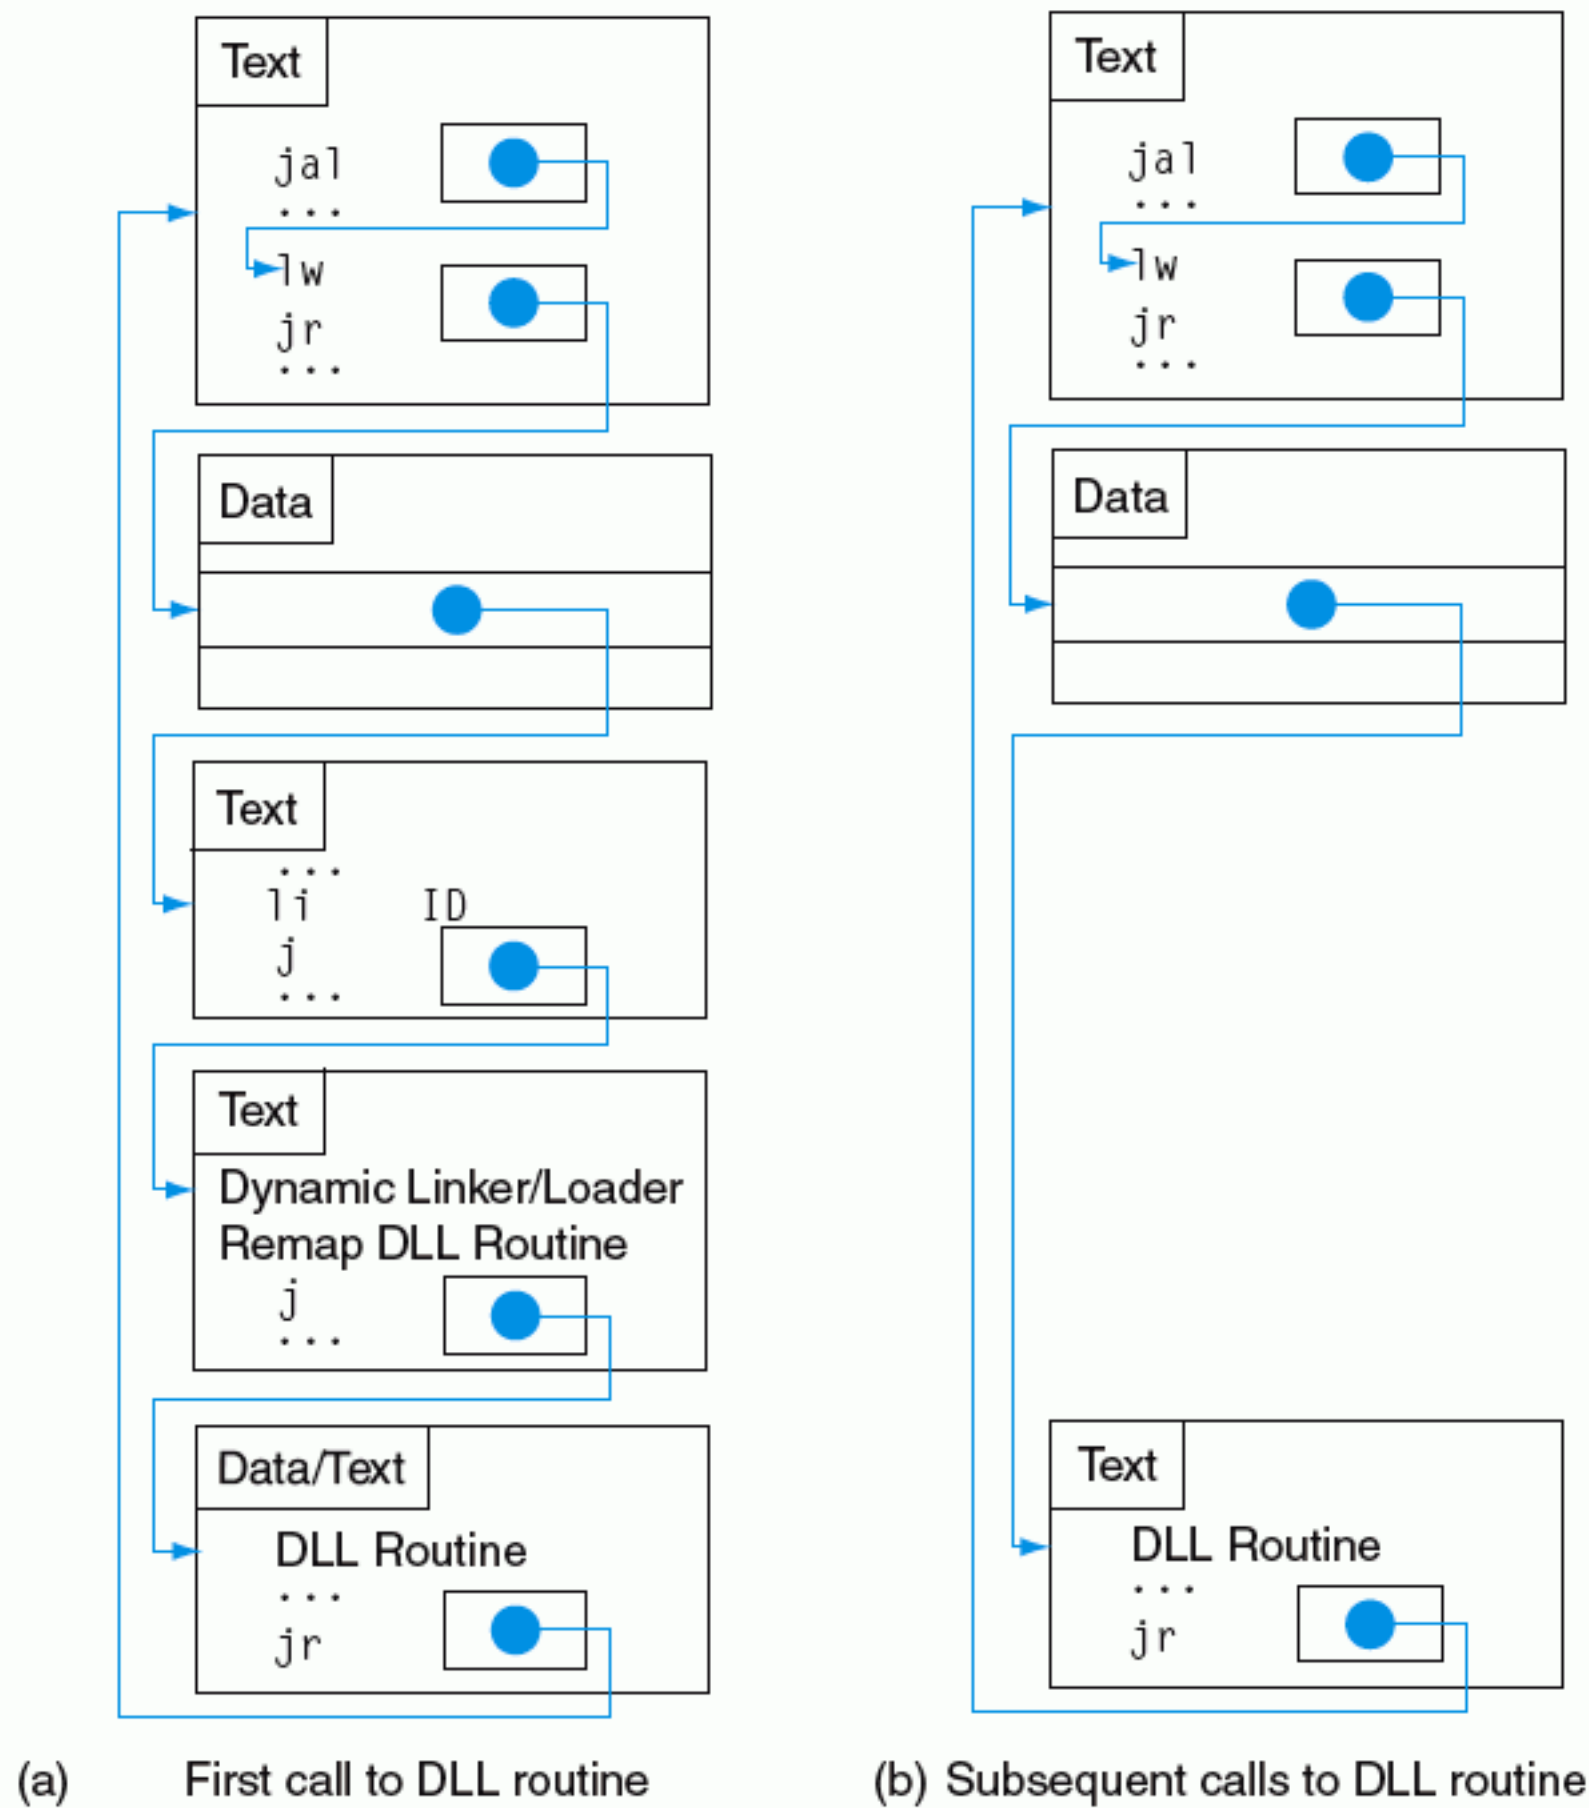 Text
jal
...
lw
jr
...
Data
Text
...
li ID
j
...
Text
Dynamic Linker/Loader
Remap DLL Routine
j
...
Data/Text
DLL Routine
...
jr
(a) First call to DLL routine
Text
jal
...
lw
jr
...
Data
Text
DLL Routine
...
jr
(b) Subsequent calls to DLL routine